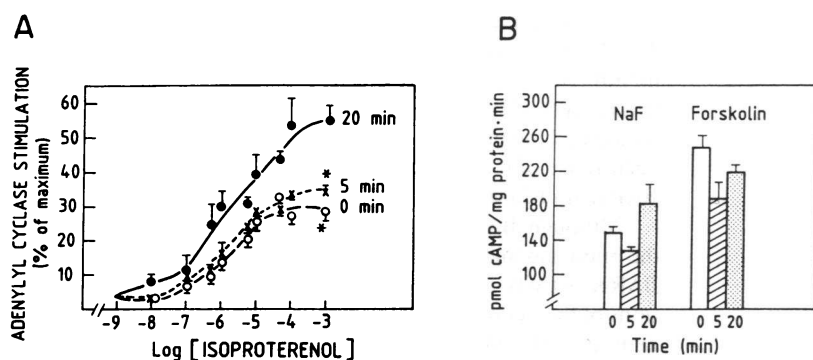 A
ADENYLYL CYCLASE STIMULATION
(% of maximum)
60
50
40
30
20
10
-9 -8 -7 -6 -5 -4 -3
Log [ISOPROTERENOL]
20 min
*
5 min
0 min
*
B
pmol cAMP/mg protein·min
300
260
220
180
140
NaF Forskolin
0 5 20 0 5 20
Time (min)